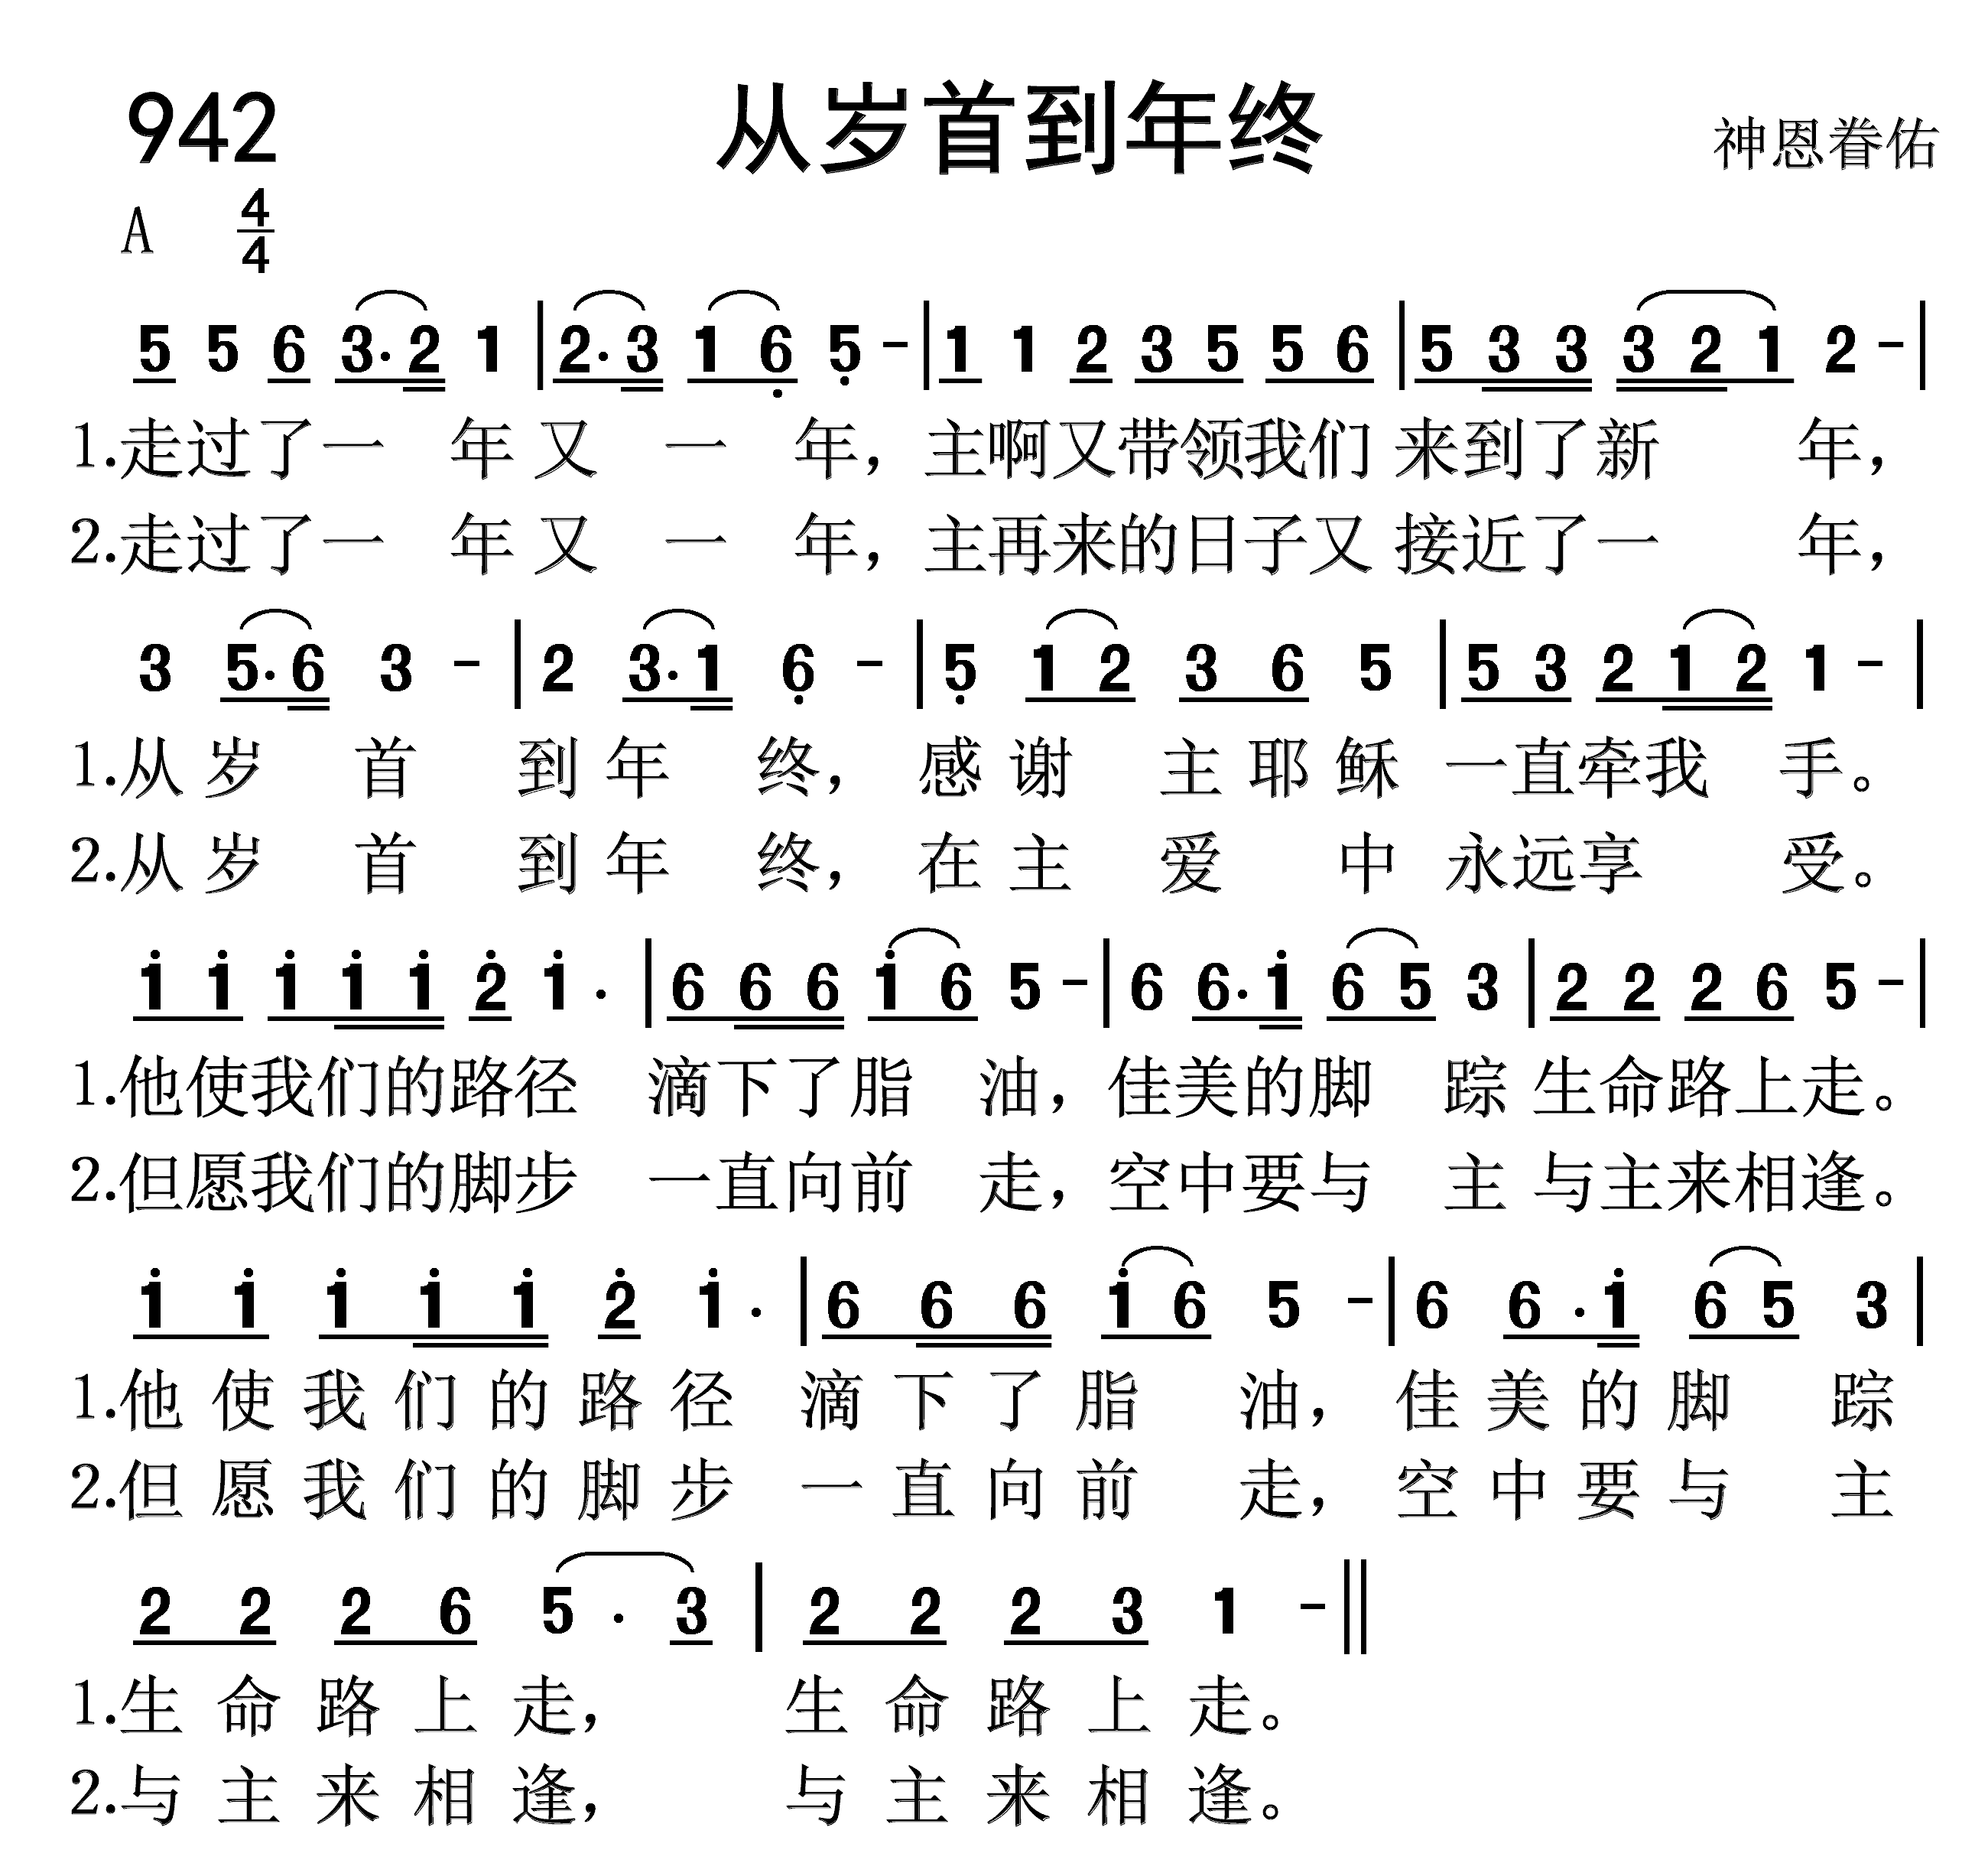 942 从岁首到年终 神恩眷佑
A 4/4
5 5 6 3·2 1 | 2·3 1 6̣ 5̣ - | 1 1 2 3 5 5 6 | 5 3 3 3 2 1 2 - |
1.走过了一 年又 一 年，主啊又带领我们 来到了新 年，
2.走过了一 年又 一 年，主再来的日子又 接近了一 年，
3 5·6 3 - | 2 3·1 6̣ - | 5̣ 1 2 3 6 5 | 5 3 2 1 2 1 - |
1.从岁 首 到年 终，感谢 主耶稣 一直牵我 手。
2.从岁 首 到年 终，在主 爱 中 永远享 受。
i i i i i 2̇ i · | 6 6 6 i 6 5 - | 6 6·i 6 5 3 | 2 2 2 6 5 - |
1.他使我们的路径 滴下了脂 油，佳美的脚 踪 生命路上走。
2.但愿我们的脚步 一直向前 走，空中要与 主 与主来相逢。
i i i i i 2̇ i · | 6 6 6 i 6 5 - | 6 6 ·i 6 5 3 |
1.他使我们的路径 滴下了脂 油，佳美的脚 踪
2.但愿我们的脚步 一直向前 走，空中要与 主
2 2 2 6 5 · 3 | 2 2 2 3 1 - ||
1.生命路上走， 生命路上走。
2.与主来相逢， 与主来相逢。